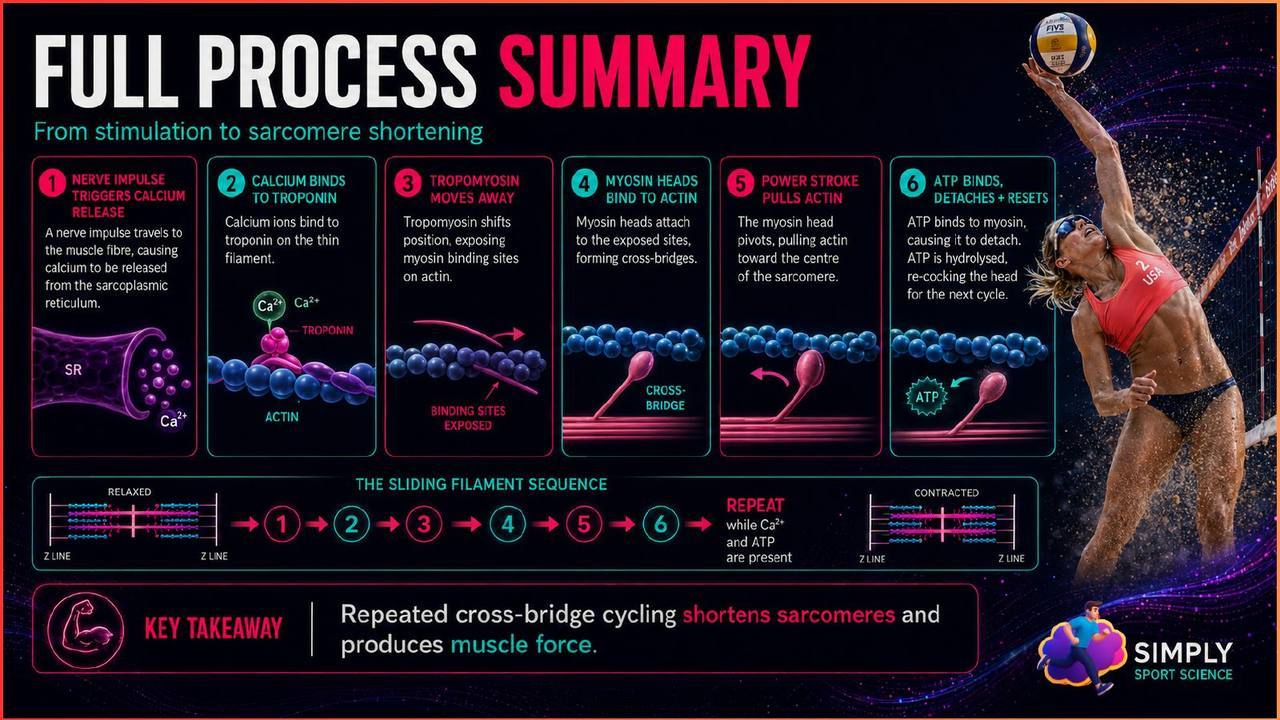 FULL PROCESS SUMMARY
From stimulation to sarcomere shortening
1 NERVE IMPULSE
TRIGGERS CALCIUM
RELEASE
A nerve impulse travels to
the muscle fibre, causing
calcium to be released
from the sarcoplasmic
reticulum.
SR
Ca²⁺
2 CALCIUM BINDS
TO TROPONIN
Calcium ions bind to
troponin on the thin
filament.
Ca²⁺ Ca²⁺
TROPONIN
ACTIN
3 TROPOMYOSIN
MOVES AWAY
Tropomyosin shifts
position, exposing
myosin binding sites
on actin.
BINDING SITES
EXPOSED
4 MYOSIN HEADS
BIND TO ACTIN
Myosin heads attach
to the exposed sites,
forming cross-bridges.
CROSS-
BRIDGE
5 POWER STROKE
PULLS ACTIN
The myosin head
pivots, pulling actin
toward the centre
of the sarcomere.
6 ATP BINDS,
DETACHES + RESETS
ATP binds to myosin,
causing it to detach.
ATP is hydrolysed,
re-cocking the head
for the next cycle.
ATP
FIVB
2
USA
THE SLIDING FILAMENT SEQUENCE
RELAXED
Z LINE Z LINE
1 2 3 4 5 6
REPEAT
while Ca²⁺
and ATP
are present
CONTRACTED
Z LINE Z LINE
KEY TAKEAWAY
Repeated cross-bridge cycling shortens sarcomeres and
produces muscle force.
SIMPLY
SPORT SCIENCE